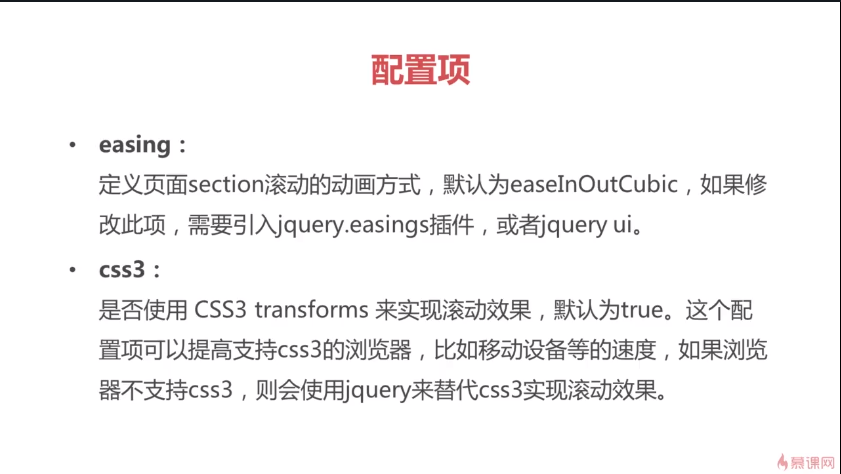 配置项
• easing：
定义页面section滚动的动画方式，默认为easeInOutCubic，如果修
改此项，需要引入jquery.easings插件，或者jquery ui。
• css3：
是否使用 CSS3 transforms 来实现滚动效果，默认为true。这个配
置项可以提高支持css3的浏览器，比如移动设备等的速度，如果浏览
器不支持css3，则会使用jquery来替代css3实现滚动效果。
慕课网